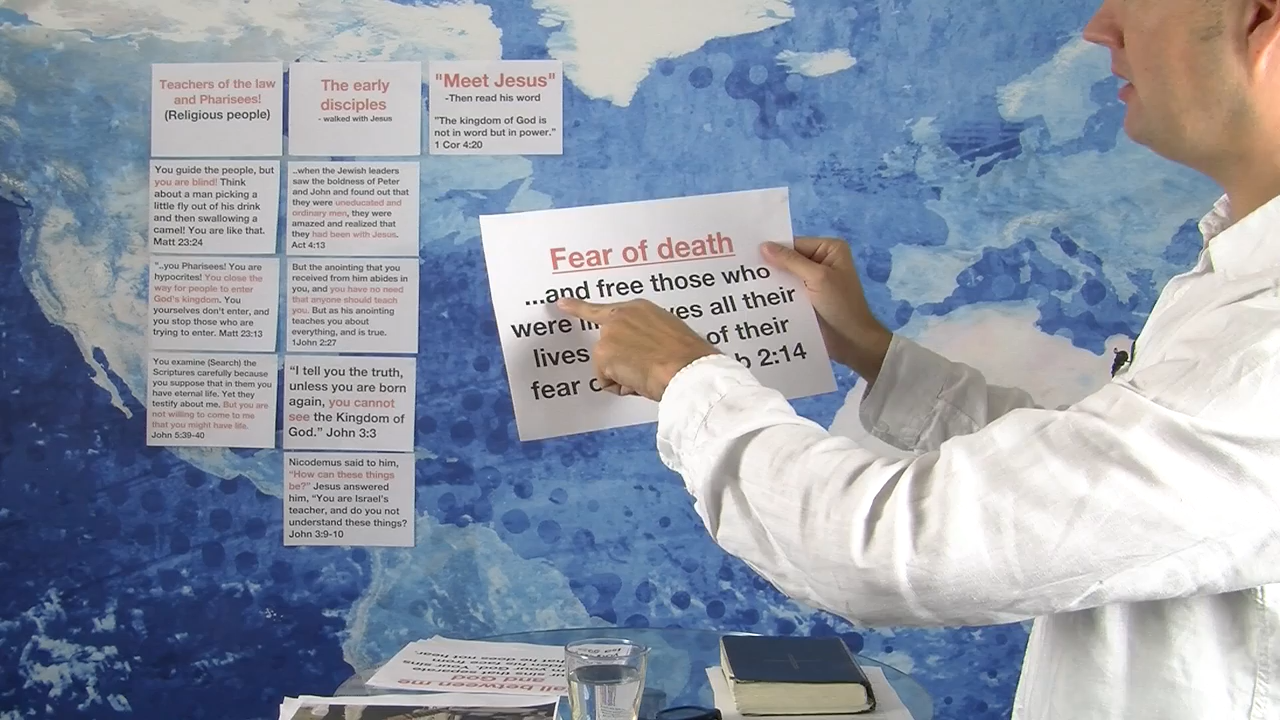 Teachers of the law
and Pharisees!
(Religious people)
You guide the people, but
you are blind! Think
about a man picking a
little fly out of his drink
and then swallowing a
camel! You are like that.
Matt 23:24
"..you Pharisees! You are
hypocrites! You close the
way for people to enter
God's kingdom. You
yourselves don't enter, and
you stop those who are
trying to enter. Matt 23:13
You examine (Search) the
Scriptures carefully because
you suppose that in them you
have eternal life. Yet they
testify about me. But you are
not willing to come to me
that you might have life.
John 5:39-40
The early
disciples
- walked with Jesus
..when the Jewish leaders
saw the boldness of Peter
and John and found out that
they were uneducated and
ordinary men, they were
amazed and realized that
they had been with Jesus.
Act 4:13
But the anointing that you
received from him abides in
you, and you have no need
that anyone should teach
you. But as his anointing
teaches you about
everything, and is true.
1John 2:27
“I tell you the truth,
unless you are born
again, you cannot
see the Kingdom of
God.” John 3:3
Nicodemus said to him,
“How can these things
be?” Jesus answered
him, “You are Israel's
teacher, and do you not
understand these things?
John 3:9-10
"Meet Jesus"
-Then read his word
"The kingdom of God is
not in word but in power."
1 Cor 4:20
Fear of death
...and free those who
were all their
lives of their
fear 2:14
between me
and God